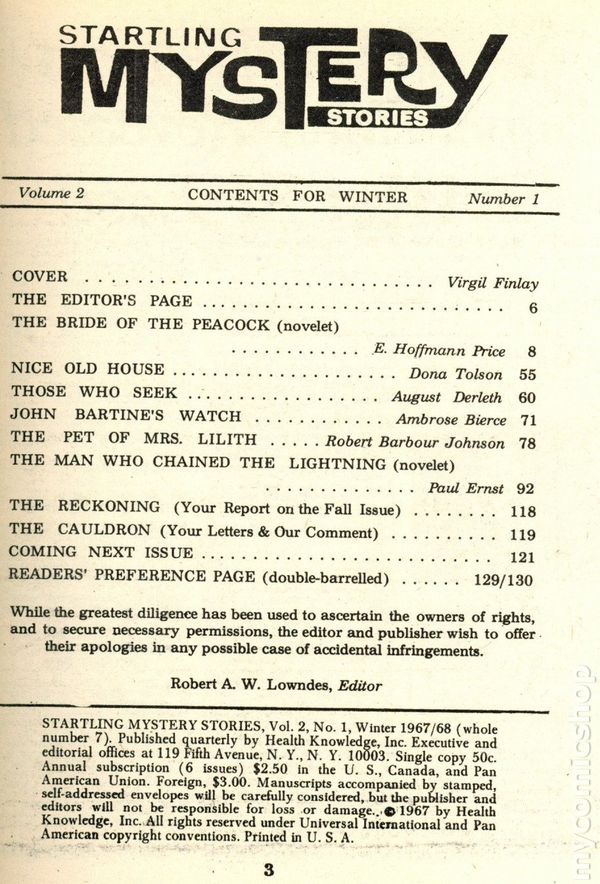 STARTLING
MYSTERY
STORIES
Volume 2 CONTENTS FOR WINTER Number 1
COVER ................................ Virgil Finlay
THE EDITOR'S PAGE ............................ 6
THE BRIDE OF THE PEACOCK (novelet)
............ E. Hoffmann Price 8
NICE OLD HOUSE ..................... Dona Tolson 55
THOSE WHO SEEK .................. August Derleth 60
JOHN BARTINE'S WATCH ............ Ambrose Bierce 71
THE PET OF MRS. LILITH ..... Robert Barbour Johnson 78
THE MAN WHO CHAINED THE LIGHTNING (novelet)
.............. Paul Ernst 92
THE RECKONING (Your Report on the Fall Issue) ........ 118
THE CAULDRON (Your Letters & Our Comment) .......... 119
COMING NEXT ISSUE ........................... 121
READERS' PREFERENCE PAGE (double-barrelled) ...... 129/130
While the greatest diligence has been used to ascertain the owners of rights,
and to secure necessary permissions, the editor and publisher wish to offer
their apologies in any possible case of accidental infringements.
Robert A. W. Lowndes, Editor
STARTLING MYSTERY STORIES, Vol. 2, No. 1, Winter 1967/68 (whole
number 7). Published quarterly by Health Knowledge, Inc. Executive and
editorial offices at 119 Fifth Avenue, N. Y., N. Y. 10003. Single copy 50c.
Annual subscription (6 issues) $2.50 in the U. S., Canada, and Pan
American Union. Foreign, $3.00. Manuscripts accompanied by stamped,
self-addressed envelopes will be carefully considered, but the publisher and
editors will not be responsible for loss or damage. © 1967 by Health
Knowledge, Inc. All rights reserved under Universal International and Pan
American copyright conventions. Printed in U. S. A.
3
mycomicshop